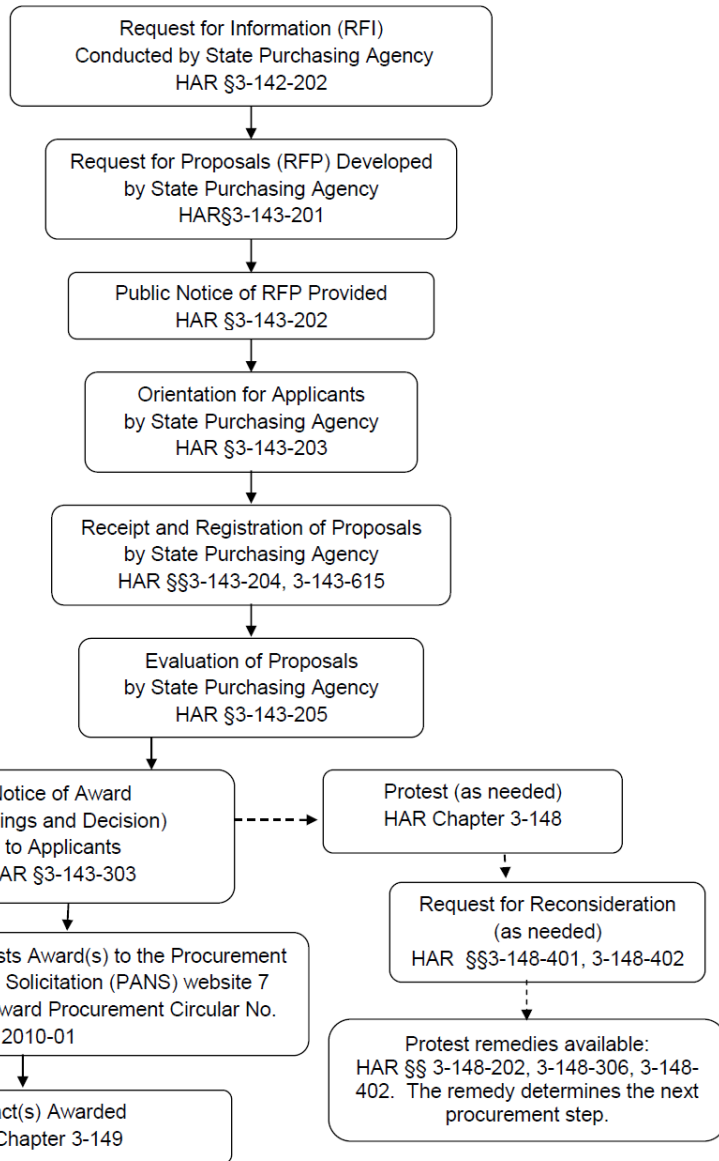 Request for Information (RFI)
Conducted by State Purchasing Agency
HAR §3-142-202
Request for Proposals (RFP) Developed
by State Purchasing Agency
HAR§3-143-201
Public Notice of RFP Provided
HAR §3-143-202
Orientation for Applicants
by State Purchasing Agency
HAR §3-143-203
Receipt and Registration of Proposals
by State Purchasing Agency
HAR §§3-143-204, 3-143-615
Evaluation of Proposals
by State Purchasing Agency
HAR §3-143-205
Notice of Award
ings and Decision)
to Applicants
AR §3-143-303
Protest (as needed)
HAR Chapter 3-148
Request for Reconsideration
(as needed)
HAR §§3-148-401, 3-148-402
sts Award(s) to the Procurement
Solicitation (PANS) website 7
ward Procurement Circular No.
2010-01
Protest remedies available:
HAR §§ 3-148-202, 3-148-306, 3-148-
402. The remedy determines the next
procurement step.
act(s) Awarded
Chapter 3-149